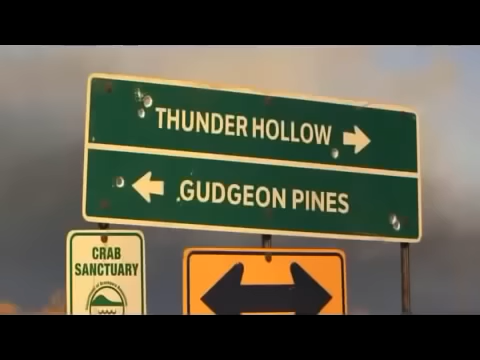 THUNDER HOLLOW
GUDGEON PINES
CRAB
SANCTUARY